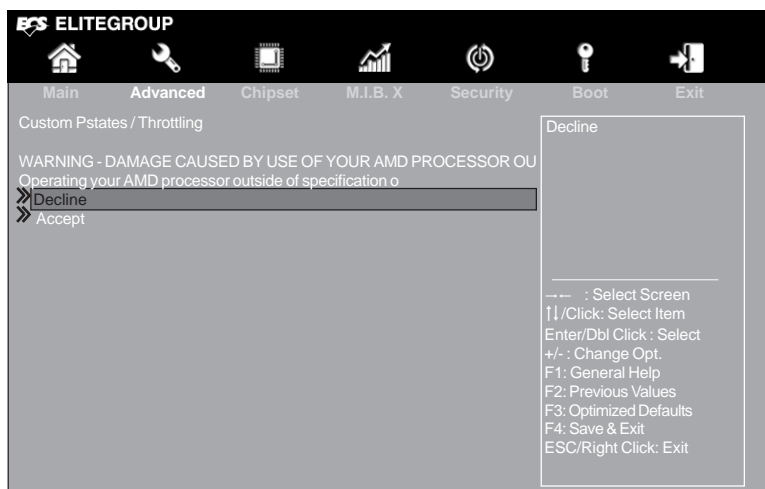 ECS ELITEGROUP
Main Advanced Chipset M.I.B. X Security Boot Exit
Custom Pstates / Throttling
WARNING - DAMAGE CAUSED BY USE OF YOUR AMD PROCESSOR OU
Operating your AMD processor outside of specification o
Decline
Accept
Decline
→← : Select Screen
↑↓/Click: Select Item
Enter/Dbl Click : Select
+/- : Change Opt.
F1: General Help
F2: Previous Values
F3: Optimized Defaults
F4: Save & Exit
ESC/Right Click: Exit